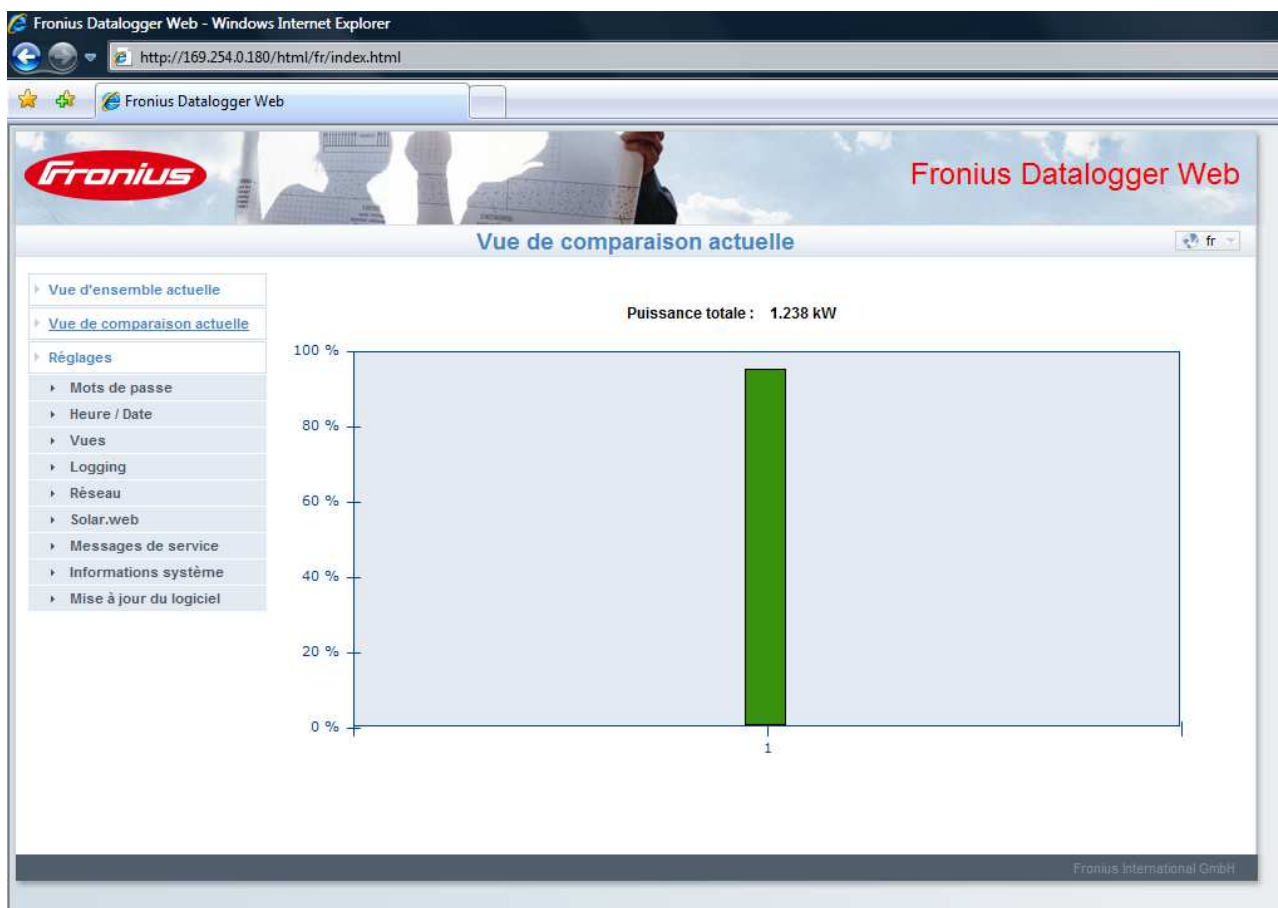 Fronius Datalogger Web - Windows Internet Explorer
http://169.254.0.180/html/fr/index.html
Fronius Datalogger Web
Fronius
Fronius Datalogger Web
Vue de comparaison actuelle
fr
Vue d'ensemble actuelle
Vue de comparaison actuelle
Réglages
Mots de passe
Heure / Date
Vues
Logging
Réseau
Solar.web
Messages de service
Informations système
Mise à jour du logiciel
Puissance totale : 1.238 kW
100 %
80 %
60 %
40 %
20 %
0 %
1
Fronius International GmbH